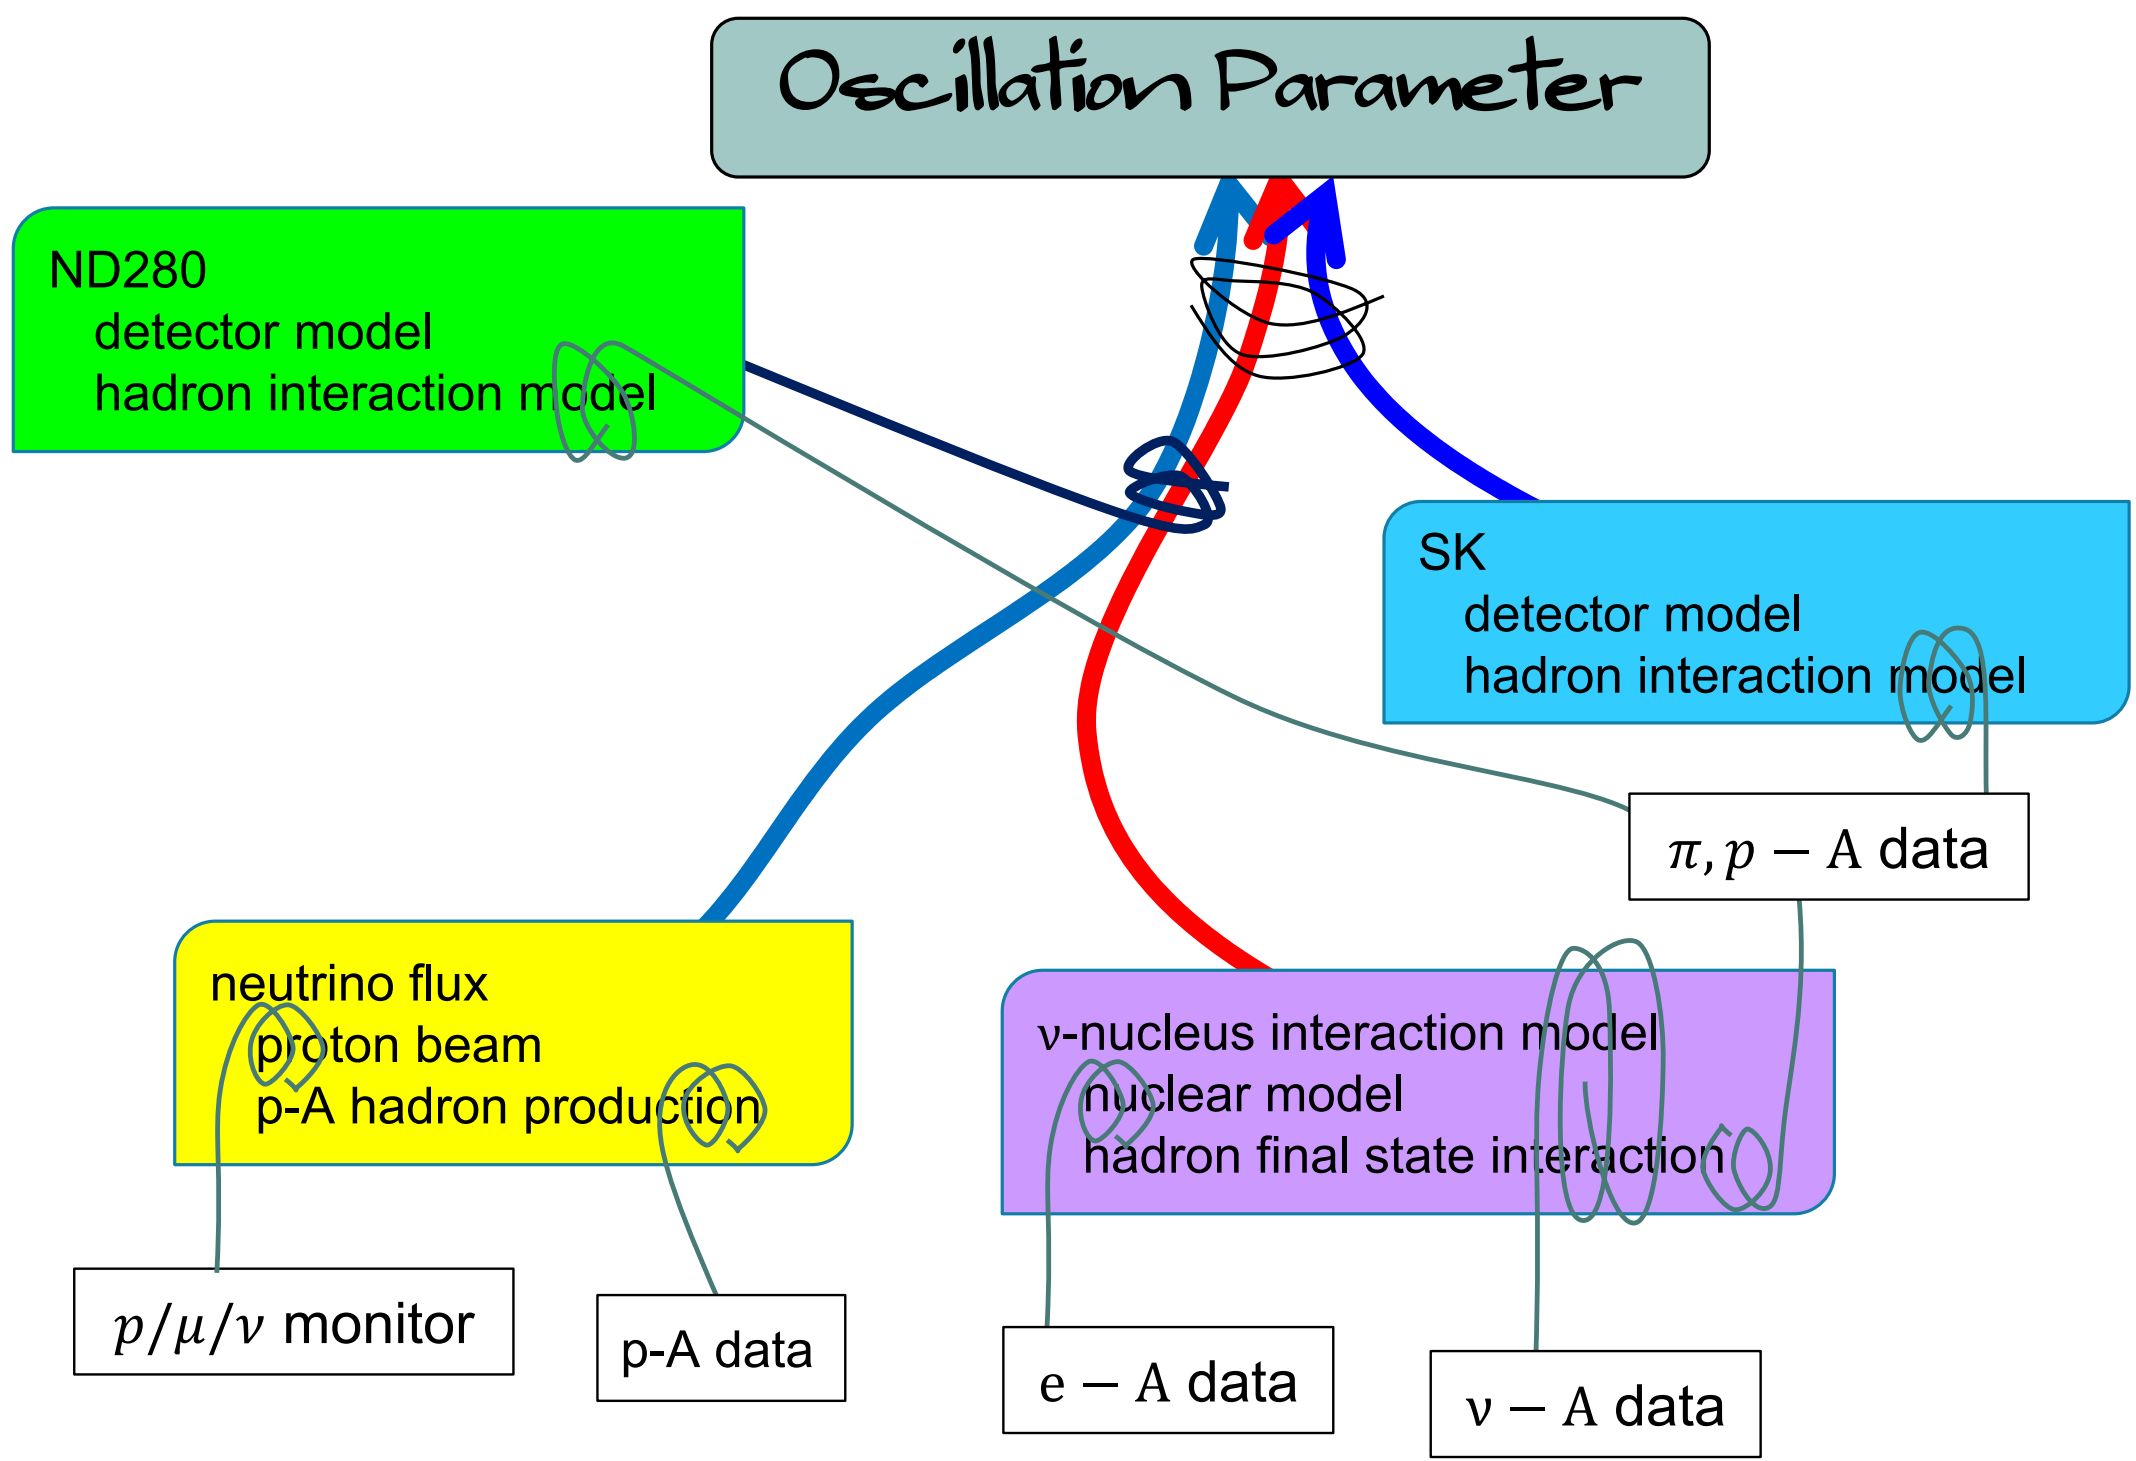 Oscillation Parameter
ND280
detector model
hadron interaction model
SK
detector model
hadron interaction model
π, p − A data
neutrino flux
proton beam
p-A hadron production
ν-nucleus interaction model
nuclear model
hadron final state interaction
p/μ/ν monitor
p-A data
e − A data
ν − A data